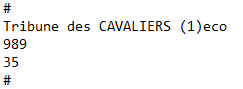 #
Tribune des CAVALIERS (1)eco
989
35
#